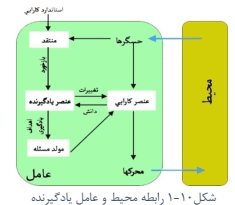 استاندارد کارایی
منتقد
حسگرها
بازخورد
تغییرات
عنصر یادگیرنده
عنصر کارایی
دانش
اهداف
یادگیری
مولد مسئله
محرکها
عامل
محیط
شکل۱۰-۱ رابطه محیط و عامل یادگیرنده